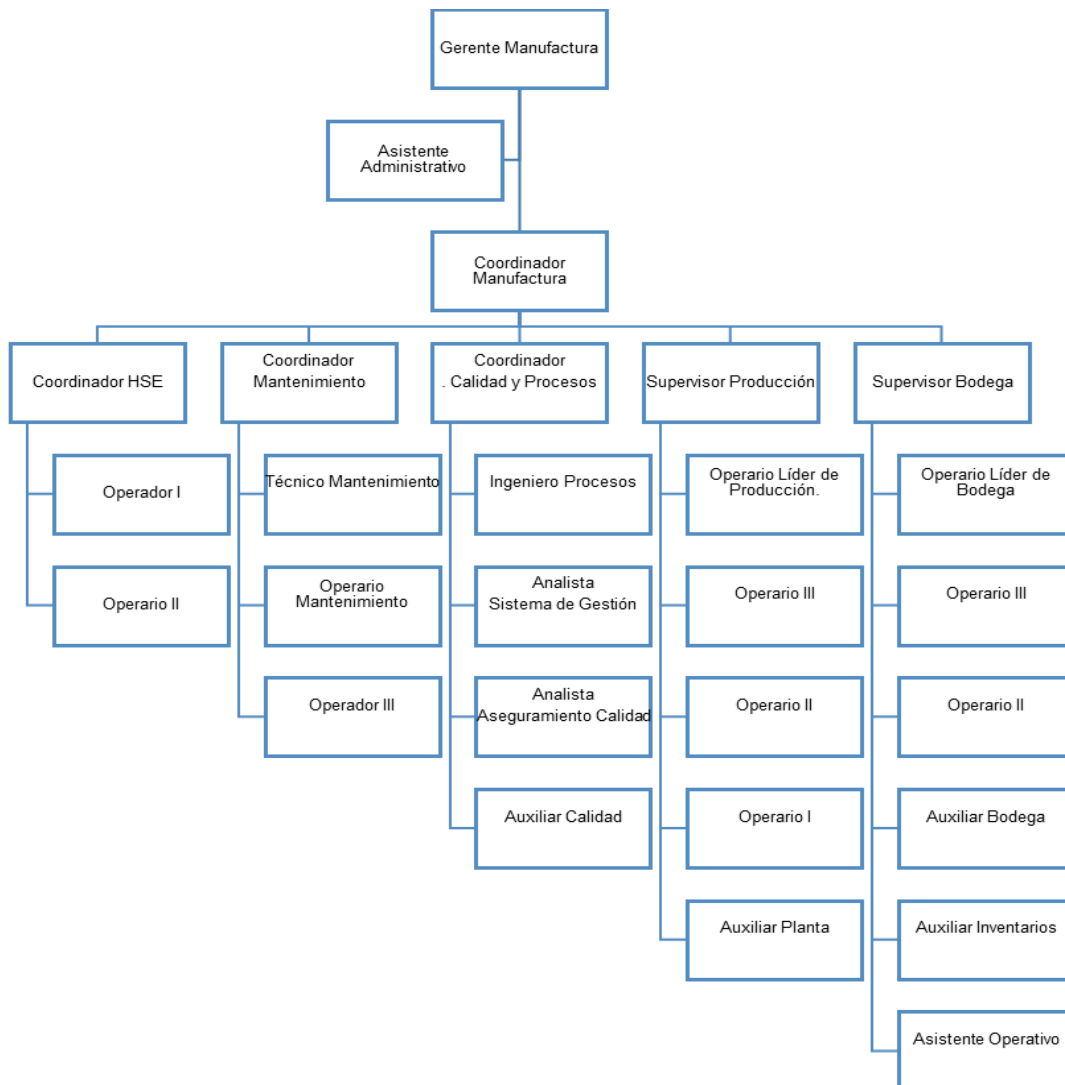 Gerente Manufactura
Asistente
Administrativo
Coordinador
Manufactura
Coordinador HSE
Coordinador
Mantenimiento
Coordinador
. Calidad y Procesos
Supervisor Producción
Supervisor Bodega
Operador I
Técnico Mantenimiento
Ingeniero Procesos
Operario Líder de
Producción.
Operario Líder de
Bodega
Operario II
Operario
Mantenimiento
Analista
Sistema de Gestión
Operario III
Operario III
Operador III
Analista
Aseguramiento Calidad
Operario II
Operario II
Auxiliar Calidad
Operario I
Auxiliar Bodega
Auxiliar Planta
Auxiliar Inventarios
Asistente Operativo